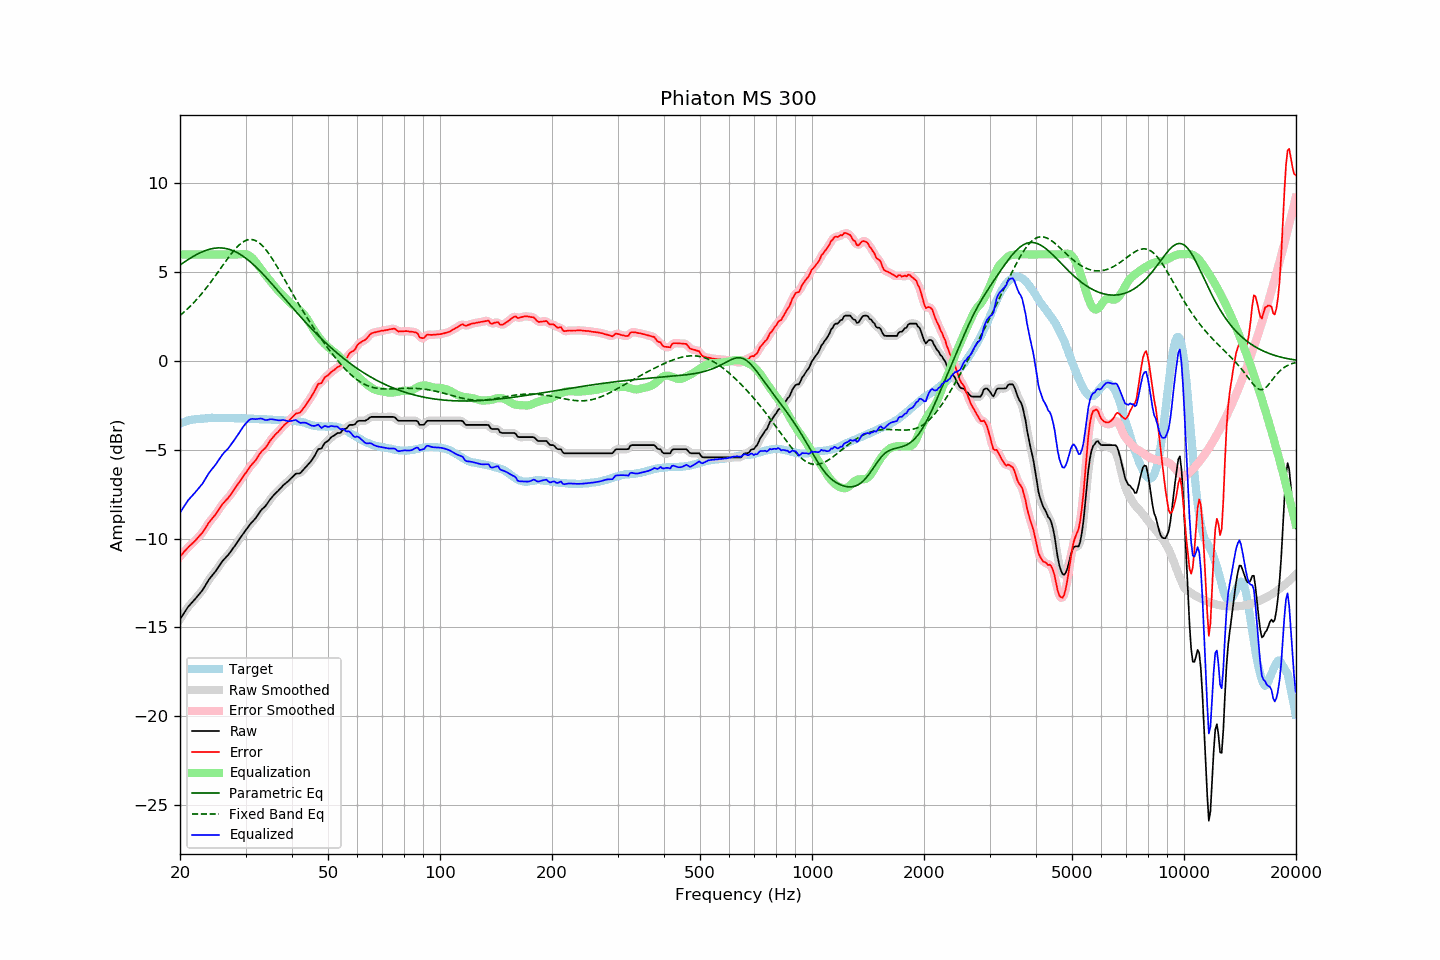 Phiaton MS 300
Amplitude (dBr)
10
5
0
−5
−10
−15
−20
−25
Target
Raw Smoothed
Error Smoothed
Raw
Error
Equalization
Parametric Eq
Fixed Band Eq
Equalized
20
50
100
200
500
1000
2000
5000
10000
20000
Frequency (Hz)